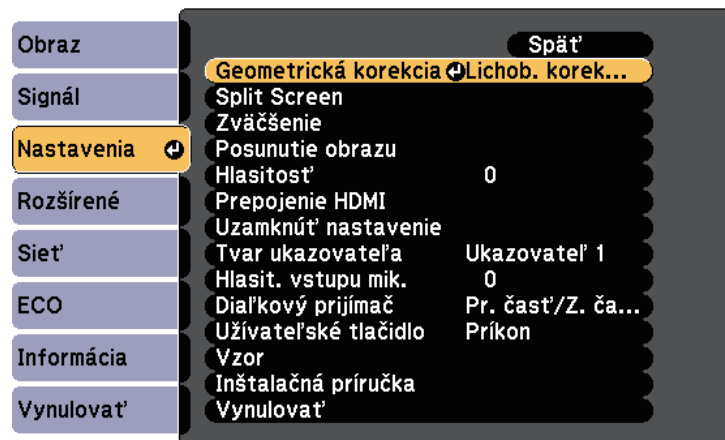 Obraz
Signál
Nastavenia
Rozšírené
Sieť
ECO
Informácia
Vynulovať
Späť
Geometrická korekcia Lichob. korek...
Split Screen
Zväčšenie
Posunutie obrazu
Hlasitosť 0
Prepojenie HDMI
Uzamknúť nastavenie
Tvar ukazovateľa Ukazovateľ 1
Hlasit. vstupu mik. 0
Diaľkový prijímač Pr. časť/Z. ča...
Užívateľské tlačidlo Príkon
Vzor
Inštalačná príručka
Vynulovať